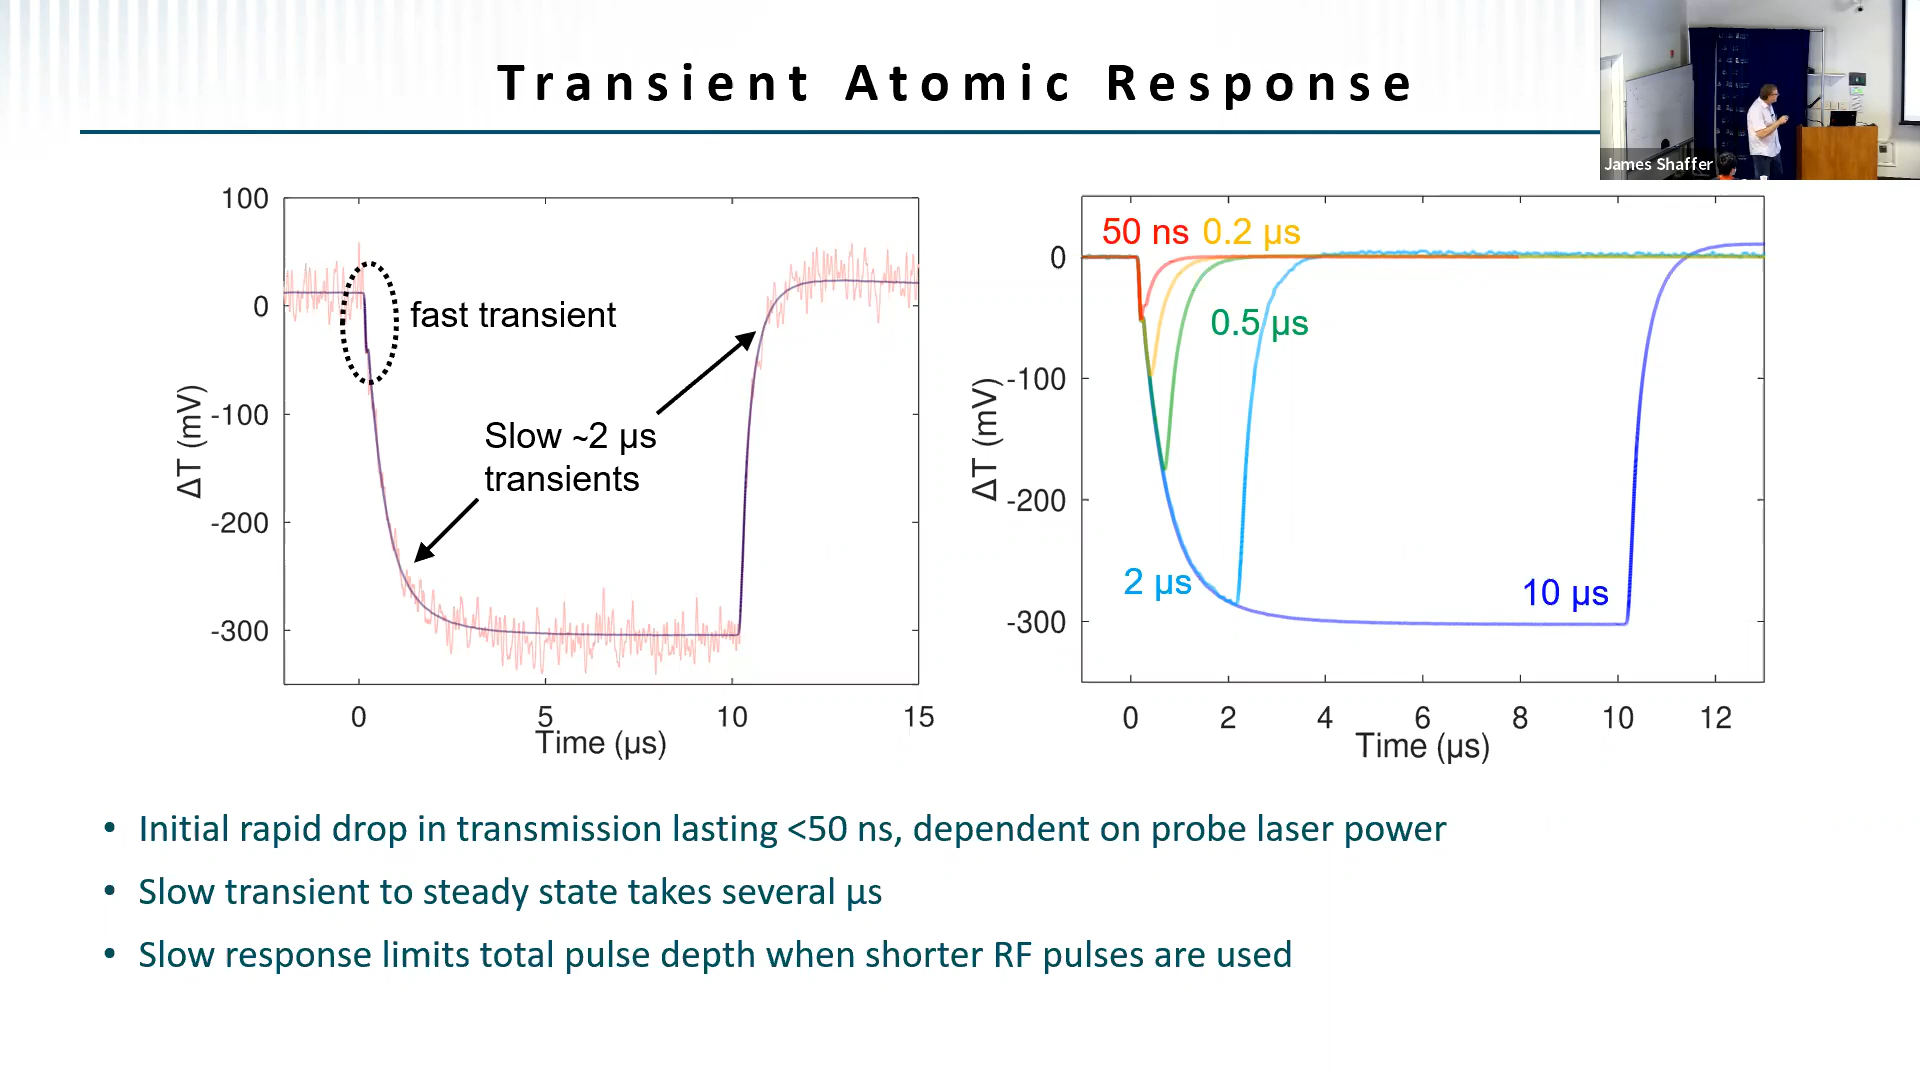 Transient Atomic Response
James Shaffer
100
0
-100
-200
-300
ΔT (mV)
fast transient
Slow ~2 µs
transients
0
5
10
15
Time (µs)
50 ns
0.2 µs
0.5 µs
2 µs
10 µs
0
-100
-200
-300
ΔT (mV)
0
2
4
6
8
10
12
Time (µs)
• Initial rapid drop in transmission lasting <50 ns, dependent on probe laser power
• Slow transient to steady state takes several µs
• Slow response limits total pulse depth when shorter RF pulses are used